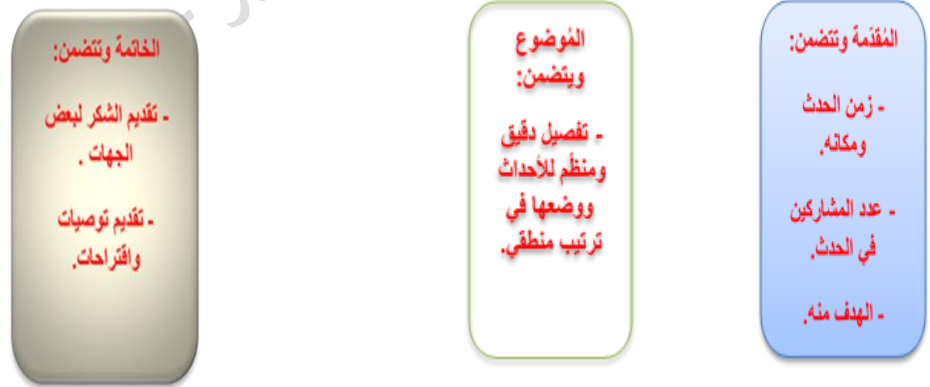 المُقدّمة وتتضمن:
- زمن الحدث
ومكانه.
- عدد المشاركين
في الحدث.
- الهدف منه.
المُوضوع
ويتضمن:
- تفصيل دقيق
ومنظّم للأحداث
ووضعها في
ترتيب منطقي.
الخاتمة وتتضمن:
- تقديم الشكر لبعض
الجهات .
- تقديم توصيات
واقتراحات.